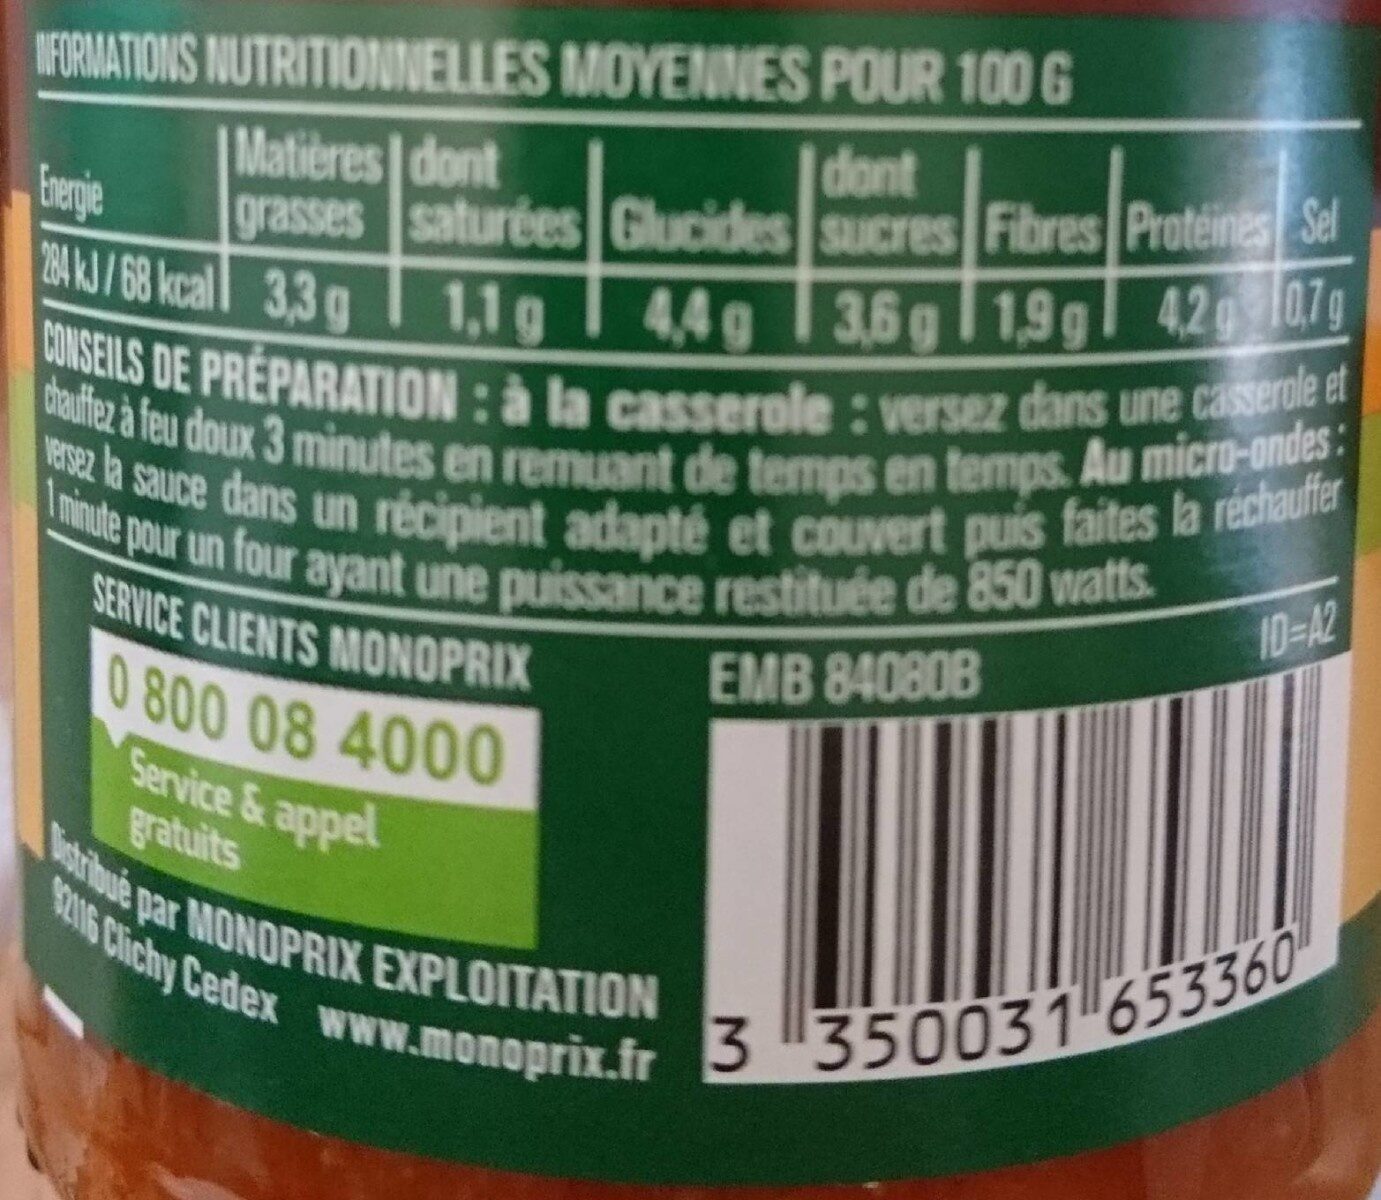 INFORMATIONS NUTRITIONNELLES MOYENNES POUR 100 G
Energie | Matières grasses | dont saturées | Glucides | dont sucres | Fibres | Protéines | Sel
284 kJ / 68 kcal | 3,3 g | 1,1 g | 4,4 g | 3,6 g | 1,9 g | 4,2 g | 0,7 g
CONSEILS DE PRÉPARATION : à la casserole : versez dans une casserole et
chauffez à feu doux 3 minutes en remuant de temps en temps. Au micro-ondes :
versez la sauce dans un récipient adapté et couvert puis faites la réchauffer
1 minute pour un four ayant une puissance restituée de 850 watts.
SERVICE CLIENTS MONOPRIX
0 800 08 4000
Service & appel
gratuits
Distribué par MONOPRIX EXPLOITATION
92116 Clichy Cedex www.monoprix.fr
EMB 84080B
ID=A2
3 350031 653360